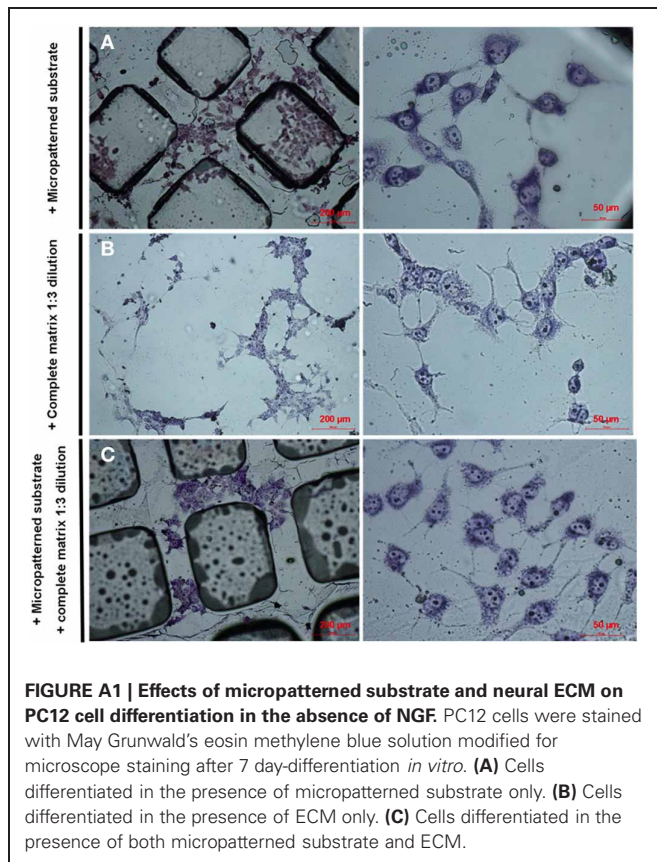 + Micropatterned substrate
A
200 µm
50 µm
+ Complete matrix 1:3 dilution
B
200 µm
50 µm
+ Micropatterned substrate
+ complete matrix 1:3 dilution
C
200 µm
50 µm
FIGURE A1 | Effects of micropatterned substrate and neural ECM on
PC12 cell differentiation in the absence of NGF. PC12 cells were stained
with May Grunwald's eosin methylene blue solution modified for
microscope staining after 7 day-differentiation in vitro. (A) Cells
differentiated in the presence of micropatterned substrate only. (B) Cells
differentiated in the presence of ECM only. (C) Cells differentiated in the
presence of both micropatterned substrate and ECM.